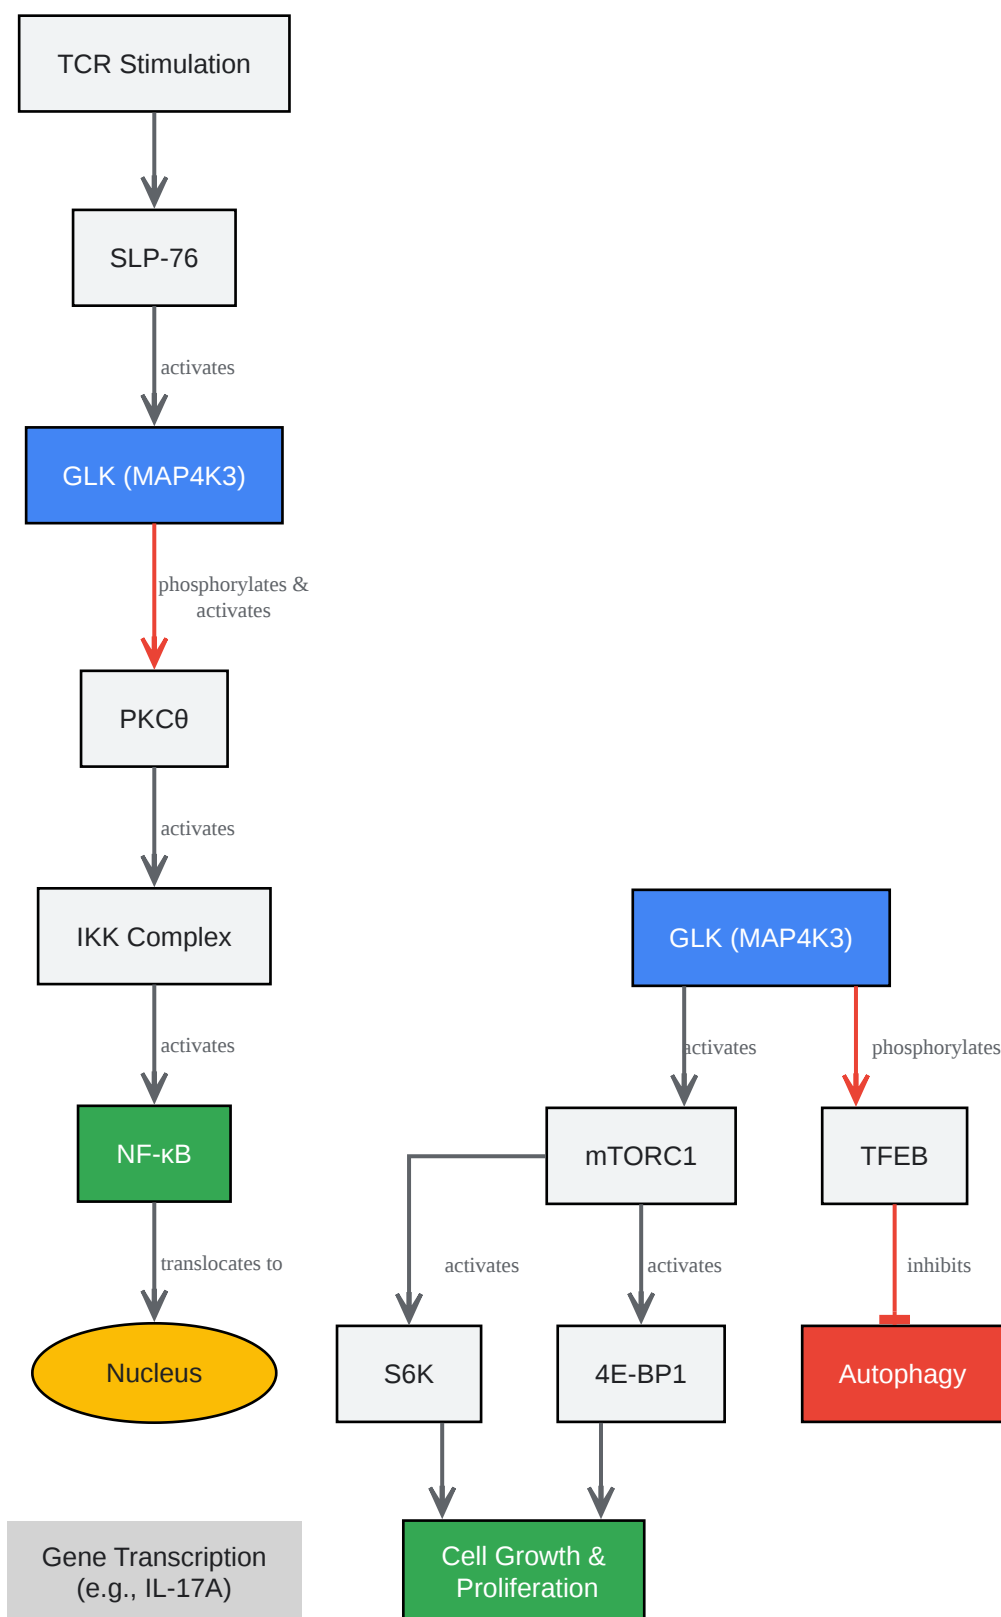 TCR Stimulation
SLP-76
activates
GLK (MAP4K3)
phosphorylates &
activates
PKCθ
activates
IKK Complex
activates
NF-κB
translocates to
Nucleus
Gene Transcription
(e.g., IL-17A)
GLK (MAP4K3)
activates
phosphorylates
mTORC1
TFEB
activates
activates
inhibits
S6K
4E-BP1
Autophagy
Cell Growth &
Proliferation